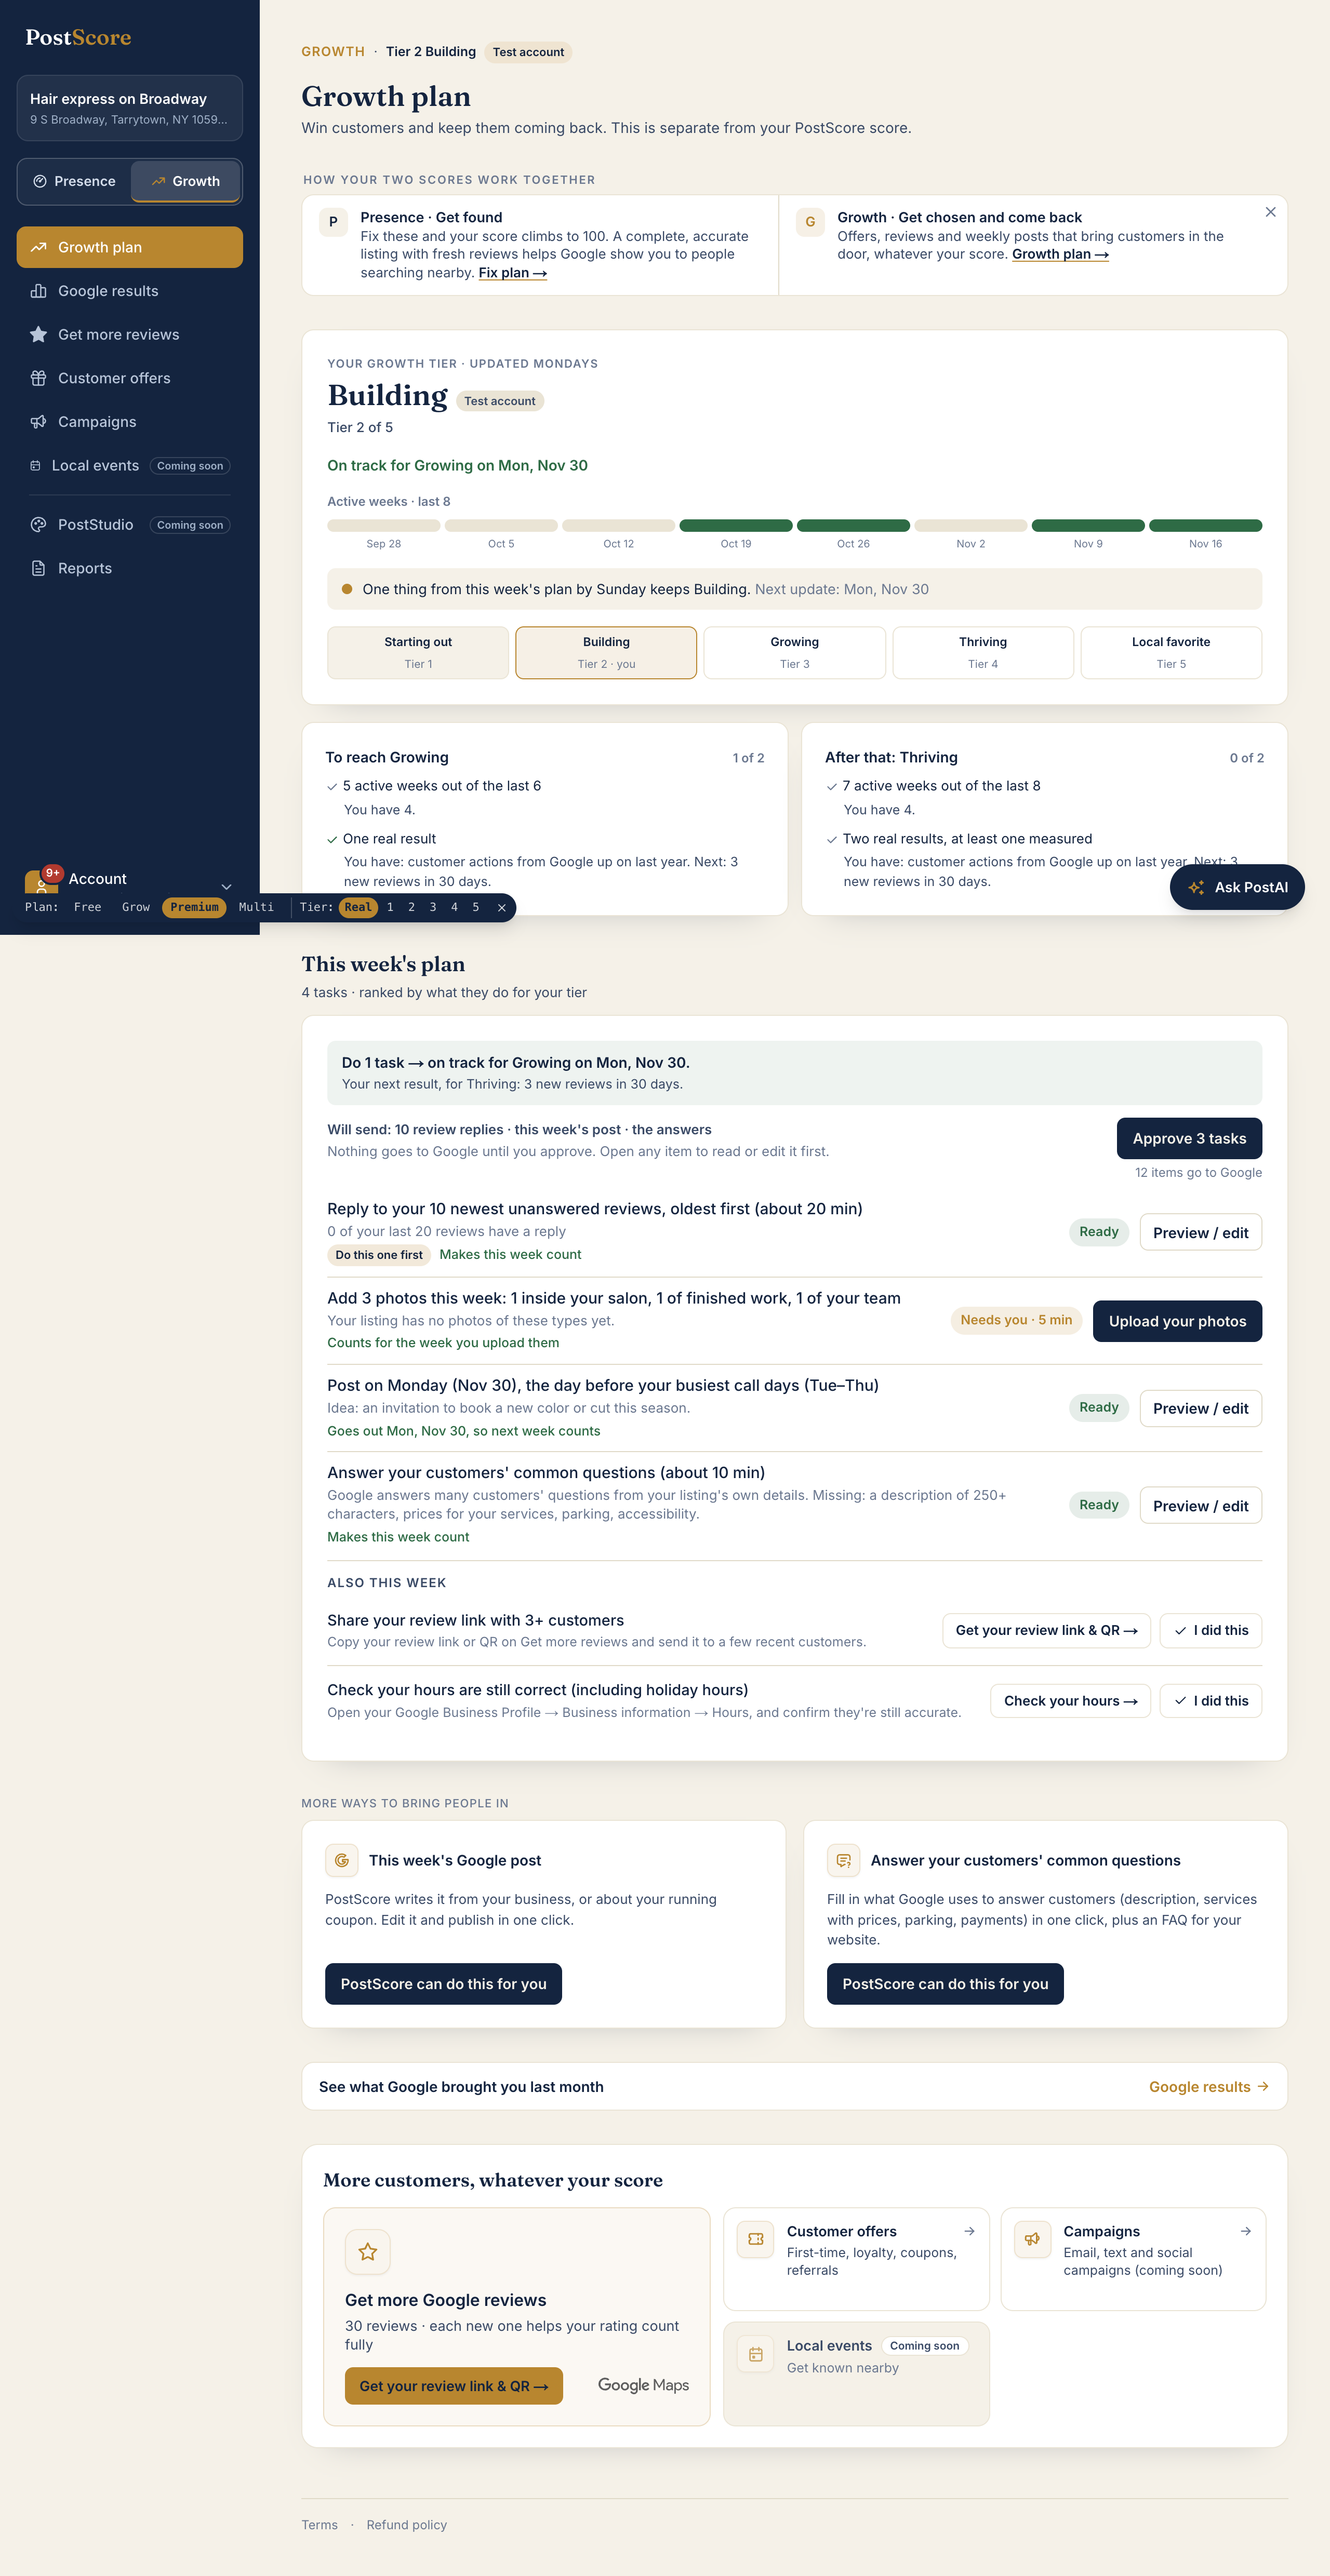 PostScore
Hair express on Broadway
9 S Broadway, Tarrytown, NY 1059...
Presence
Growth
Growth plan
Google results
Get more reviews
Customer offers
Campaigns
Local events
Coming soon
PostStudio
Coming soon
Reports
9+
Account
Plan: Free Grow Premium Multi Tier: Real 1 2 3 4 5
GROWTH · Tier 2 Building Test account
Growth plan
Win customers and keep them coming back. This is separate from your PostScore score.
HOW YOUR TWO SCORES WORK TOGETHER
P
Presence · Get found
Fix these and your score climbs to 100. A complete, accurate
listing with fresh reviews helps Google show you to people
searching nearby. Fix plan →
G
Growth · Get chosen and come back
Offers, reviews and weekly posts that bring customers in the
door, whatever your score. Growth plan →
YOUR GROWTH TIER · UPDATED MONDAYS
Building Test account
Tier 2 of 5
On track for Growing on Mon, Nov 30
Active weeks · last 8
Sep 28 Oct 5 Oct 12 Oct 19 Oct 26 Nov 2 Nov 9 Nov 16
One thing from this week's plan by Sunday keeps Building. Next update: Mon, Nov 30
Starting out
Tier 1
Building
Tier 2 · you
Growing
Tier 3
Thriving
Tier 4
Local favorite
Tier 5
To reach Growing 1 of 2
5 active weeks out of the last 6
You have 4.
One real result
You have: customer actions from Google up on last year. Next: 3
new reviews in 30 days.
After that: Thriving 0 of 2
7 active weeks out of the last 8
You have 4.
Two real results, at least one measured
You have: customer actions from Google up on last year. Next: 3
new reviews in 30 days.
Ask PostAI
This week's plan
4 tasks · ranked by what they do for your tier
Do 1 task → on track for Growing on Mon, Nov 30.
Your next result, for Thriving: 3 new reviews in 30 days.
Will send: 10 review replies · this week's post · the answers
Nothing goes to Google until you approve. Open any item to read or edit it first.
Approve 3 tasks
12 items go to Google
Reply to your 10 newest unanswered reviews, oldest first (about 20 min)
0 of your last 20 reviews have a reply
Do this one first Makes this week count
Ready
Preview / edit
Add 3 photos this week: 1 inside your salon, 1 of finished work, 1 of your team
Your listing has no photos of these types yet.
Counts for the week you upload them
Needs you · 5 min
Upload your photos
Post on Monday (Nov 30), the day before your busiest call days (Tue–Thu)
Idea: an invitation to book a new color or cut this season.
Goes out Mon, Nov 30, so next week counts
Ready
Preview / edit
Answer your customers' common questions (about 10 min)
Google answers many customers' questions from your listing's own details. Missing: a description of 250+
characters, prices for your services, parking, accessibility.
Makes this week count
Ready
Preview / edit
ALSO THIS WEEK
Share your review link with 3+ customers
Copy your review link or QR on Get more reviews and send it to a few recent customers.
Get your review link & QR →
I did this
Check your hours are still correct (including holiday hours)
Open your Google Business Profile → Business information → Hours, and confirm they're still accurate.
Check your hours →
I did this
MORE WAYS TO BRING PEOPLE IN
This week's Google post
PostScore writes it from your business, or about your running
coupon. Edit it and publish in one click.
PostScore can do this for you
Answer your customers' common questions
Fill in what Google uses to answer customers (description, services
with prices, parking, payments) in one click, plus an FAQ for your
website.
PostScore can do this for you
See what Google brought you last month
Google results →
More customers, whatever your score
Get more Google reviews
30 reviews · each new one helps your rating count
fully
Get your review link & QR →
Google Maps
Customer offers →
First-time, loyalty, coupons,
referrals
Campaigns →
Email, text and social
campaigns (coming soon)
Local events Coming soon
Get known nearby
Terms · Refund policy